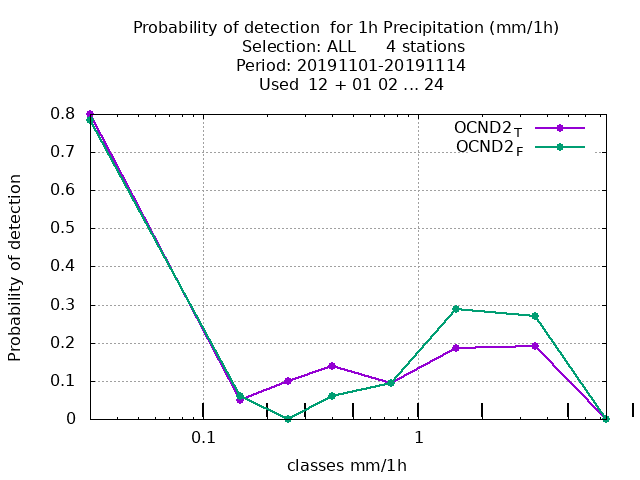 Probability of detection  for 1h Precipitation (mm/1h)
Selection: ALL      4 stations
Period: 20191101-20191114
Used  12 + 01 02 ... 24
OCND2T
OCND2F
Probability of detection
0.8
0.7
0.6
0.5
0.4
0.3
0.2
0.1
0
0.1 1
classes mm/1h